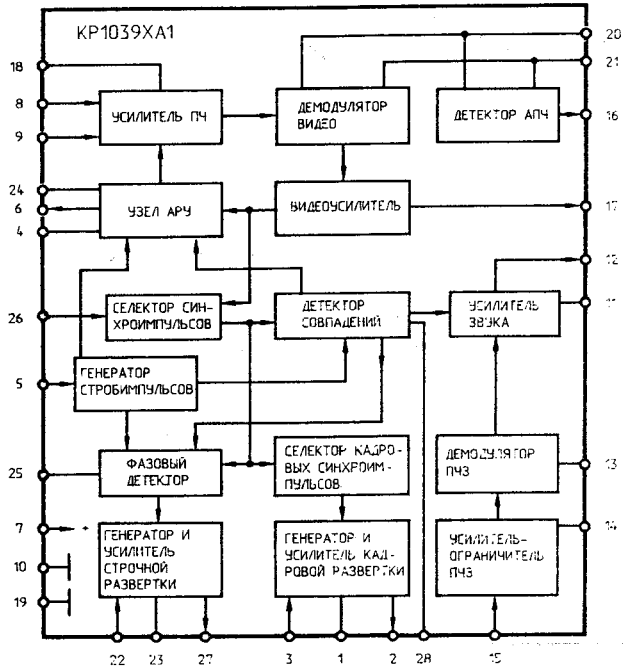 КР1039ХА1
20
21
18
8
9
УСИЛИТЕЛЬ ПЧ
ДЕМОДУЛЯТОР
ВИДЕО
ДЕТЕКТОР АПЧ
16
24
6
4
УЗЕЛ АРУ
ВИДЕОУСИЛИТЕЛЬ
17
12
26
СЕЛЕКТОР СИН-
ХРОИМПУЛЬСОВ
ДЕТЕКТОР
СОВПАДЕНИЙ
УСИЛИТЕЛЬ
ЗВУКА
11
5
ГЕНЕРАТОР
СТРОБИМПУЛЬСОВ
25
ФАЗОВЫЙ
ДЕТЕКТОР
СЕЛЕКТОР КАДРО-
ВЫХ СИНХРОИМ-
ПУЛЬСОВ
ДЕМОДУЛЯТОР
ПЧЗ
13
7
+
10
19
ГЕНЕРАТОР И
УСИЛИТЕЛЬ
СТРОЧНОЙ
РАЗВЕРТКИ
ГЕНЕРАТОР И
УСИЛИТЕЛЬ КАД-
РОВОЙ РАЗВЕРТКИ
УСИЛИТЕЛЬ-
ОГРАНИЧИТЕЛЬ
ПЧЗ
14
22
23
27
3
1
2
28
15